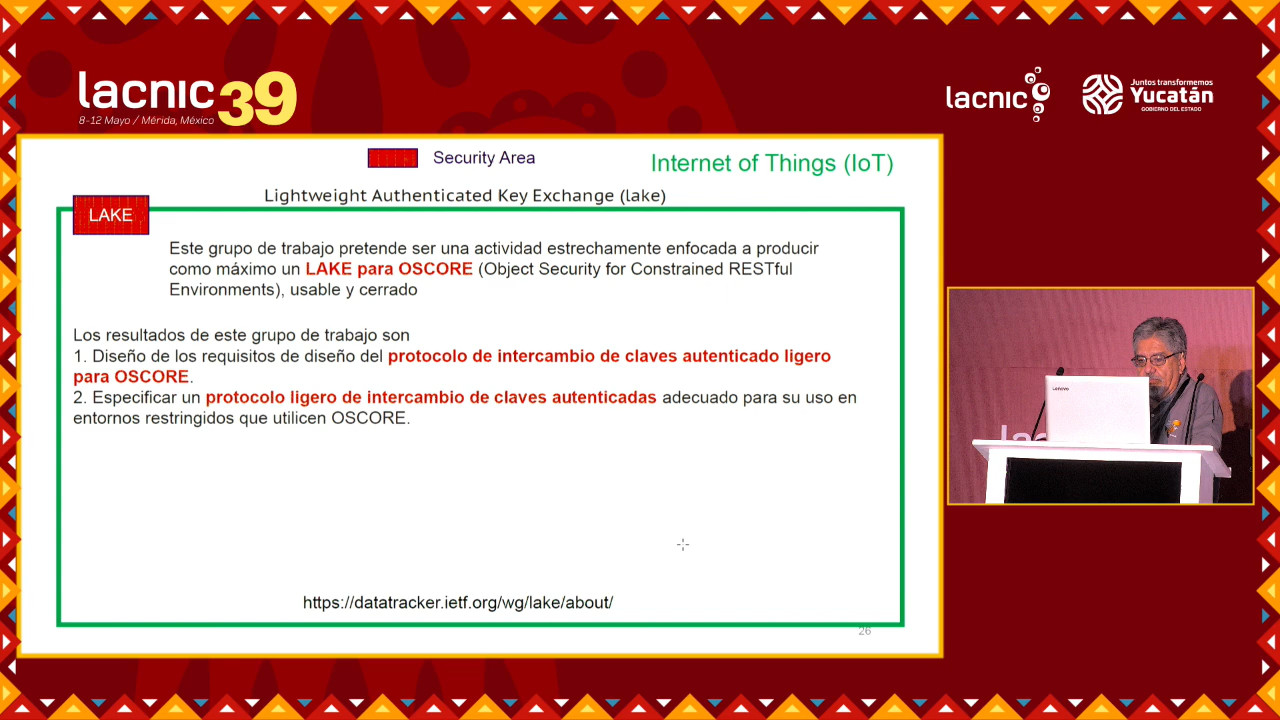 lacnic 39
8-12 Mayo / Mérida, México
lacnic
Juntos transformemos
Yucatán
GOBIERNO DEL ESTADO
Security Area
Internet of Things (IoT)
Lightweight Authenticated Key Exchange (lake)
LAKE
Este grupo de trabajo pretende ser una actividad estrechamente enfocada a producir
como máximo un LAKE para OSCORE (Object Security for Constrained RESTful
Environments), usable y cerrado
Los resultados de este grupo de trabajo son
1. Diseño de los requisitos de diseño del protocolo de intercambio de claves autenticado ligero
para OSCORE.
2. Especificar un protocolo ligero de intercambio de claves autenticadas adecuado para su uso en
entornos restringidos que utilicen OSCORE.
https://datatracker.ietf.org/wg/lake/about/
26
Lenovo